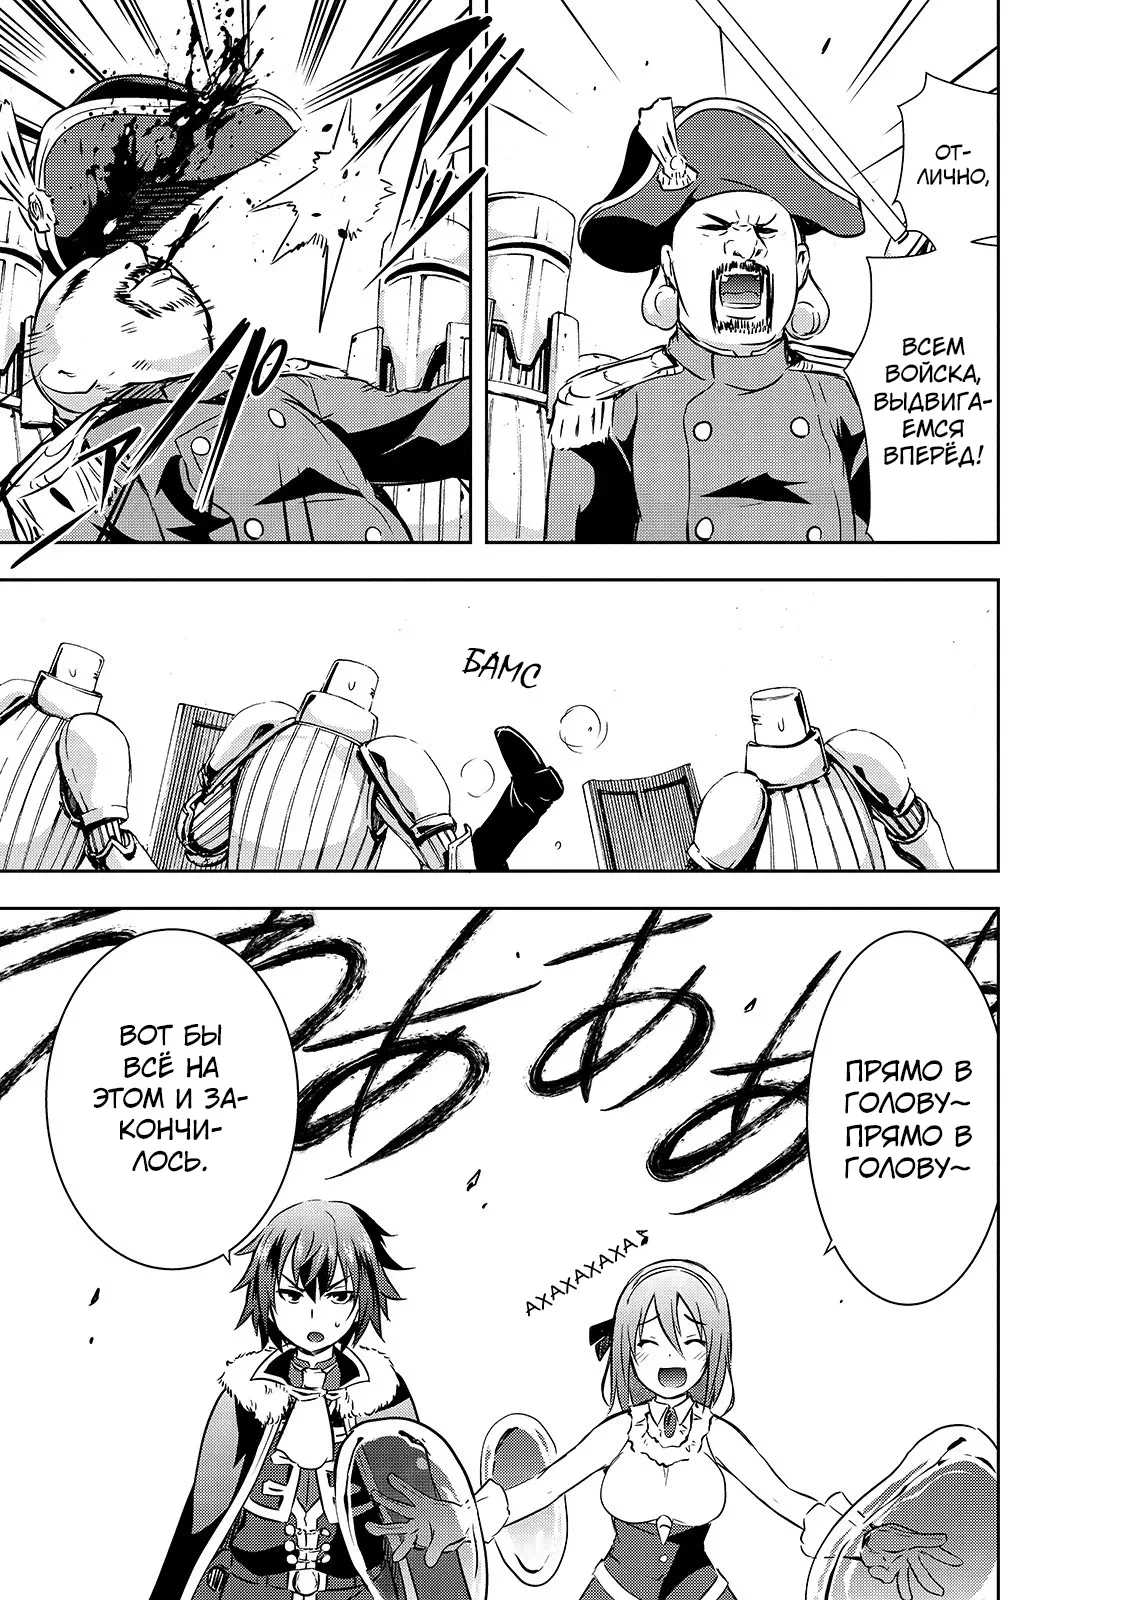 ОТ-
ЛИЧНО,
ВСЕМ
ВОЙСКА,
ВЫДВИГА-
ЕМСЯ
ВПЕРЁД!
БАМС
ПРЯМО В
ГОЛОВУ~
ПРЯМО В
ГОЛОВУ~
ВОТ БЫ
ВСЁ НА
ЭТОМ И ЗА-
КОНЧИ-
ЛОСЬ.
АХАХАХАХА♪